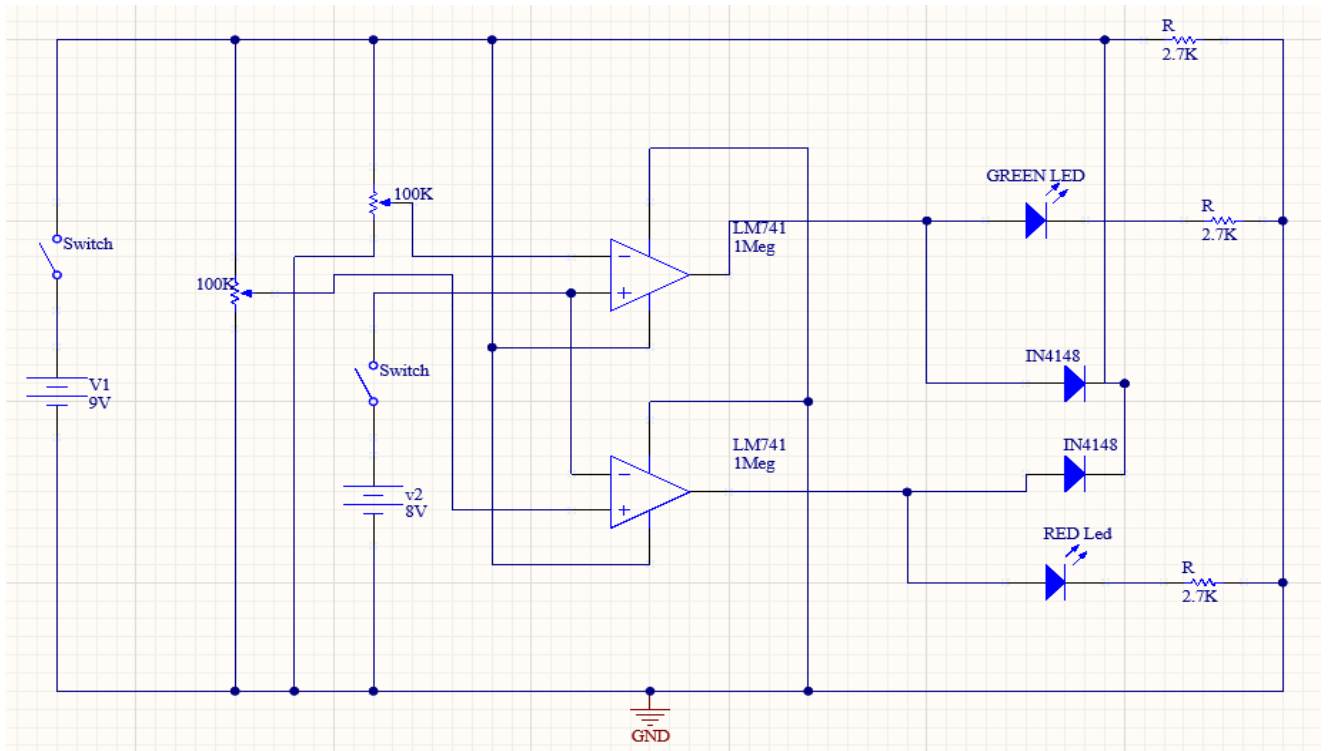 R
2.7K
GREEN LED
100K
R
2.7K
LM741
1Meg
Switch
100K
IN4148
Switch
V1
9V
LM741
1Meg
IN4148
v2
8V
RED Led
R
2.7K
GND